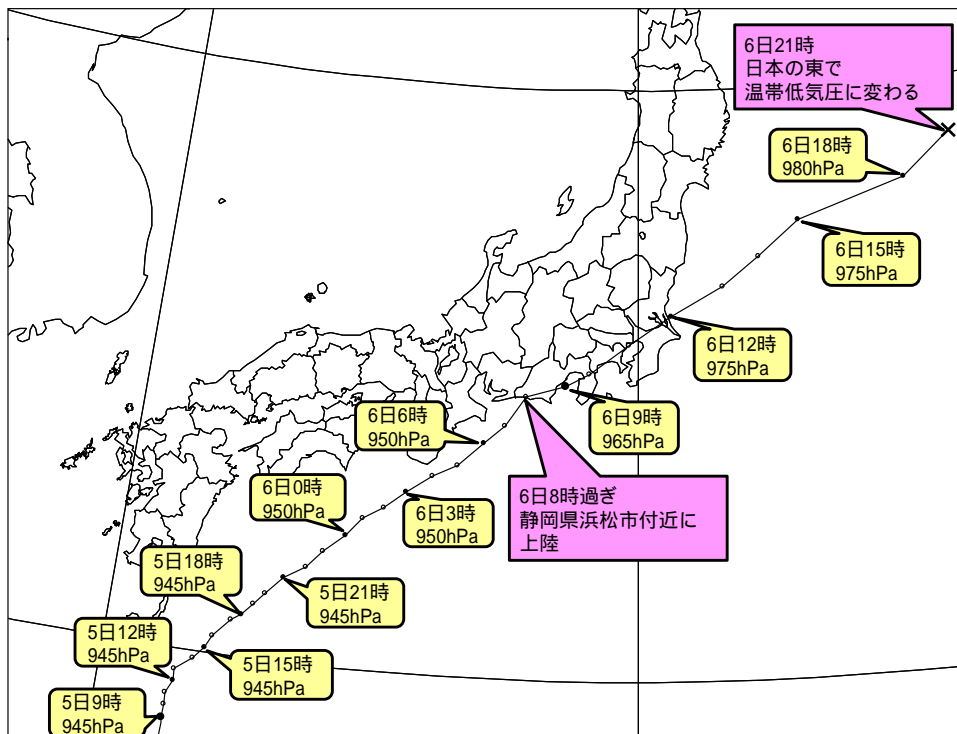 6日21時
日本の東で
温帯低気圧に変わる
6日18時
980hPa
6日15時
975hPa
6日12時
975hPa
6日9時
965hPa
6日8時過ぎ
静岡県浜松市付近に
上陸
6日6時
950hPa
6日3時
950hPa
6日0時
950hPa
5日21時
945hPa
5日18時
945hPa
5日15時
945hPa
5日12時
945hPa
5日9時
945hPa